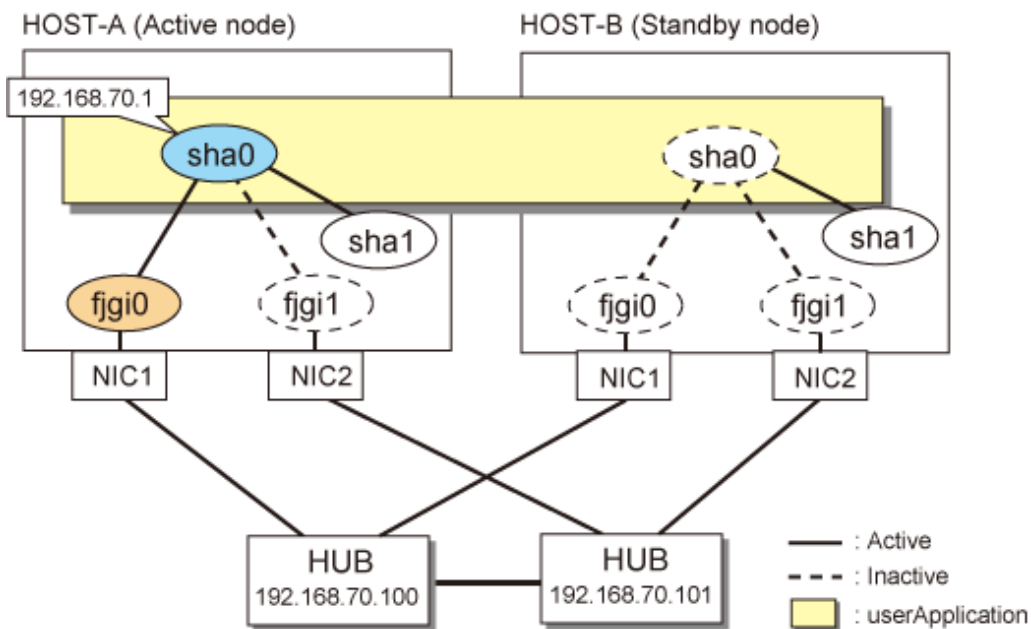 HOST-A (Active node)
HOST-B (Standby node)
192.168.70.1
sha0
sha0
sha1
sha1
fjgi0
fjgi1
fjgi0
fjgi1
NIC1
NIC2
NIC1
NIC2
HUB
192.168.70.100
HUB
192.168.70.101
: Active
: Inactive
: userApplication